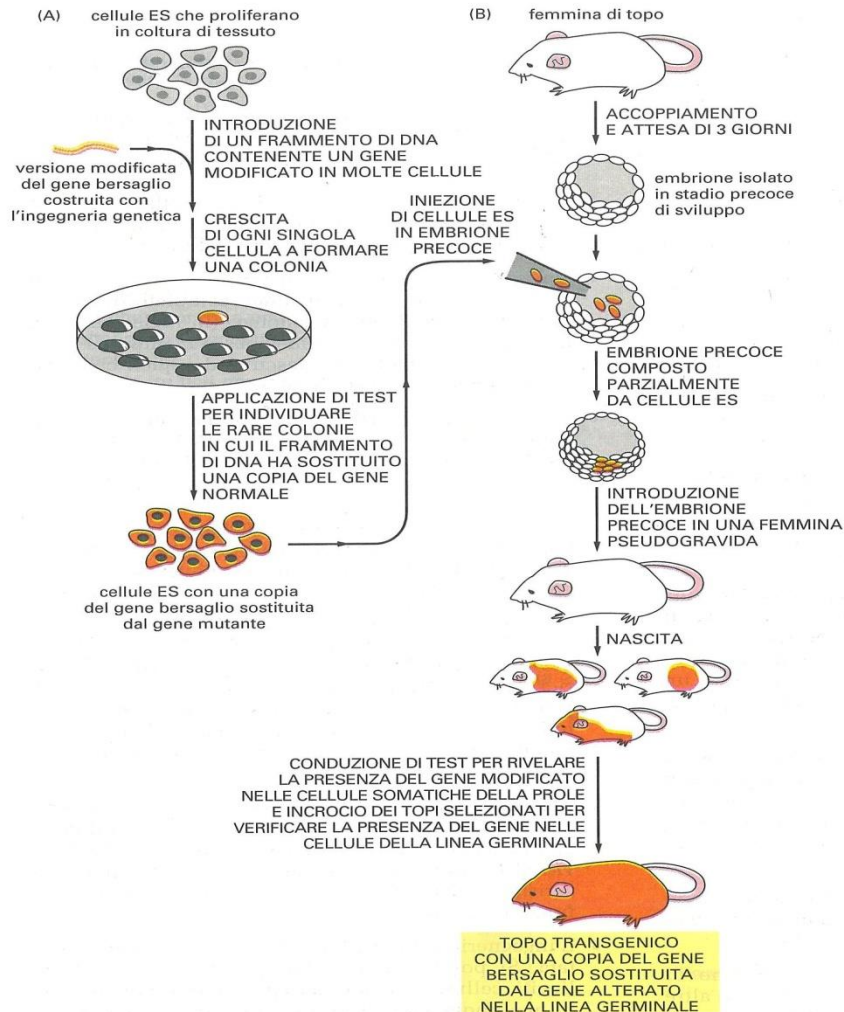 (A)
cellule ES che proliferano
in coltura di tessuto
INTRODUZIONE
DI UN FRAMMENTO DI DNA
CONTENENTE UN GENE
MODIFICATO IN MOLTE CELLULE
versione modificata
del gene bersaglio
costruita con
l'ingegneria genetica
CRESCITA
DI OGNI SINGOLA
CELLULA A FORMARE
UNA COLONIA
APPLICAZIONE DI TEST
PER INDIVIDUARE
LE RARE COLONIE
IN CUI IL FRAMMENTO
DI DNA HA SOSTITUITO
UNA COPIA DEL GENE
NORMALE
cellule ES con una copia
del gene bersaglio sostituita
dal gene mutante
(B)
femmina di topo
ACCOPPIAMENTO
E ATTESA DI 3 GIORNI
embrione isolato
in stadio precoce
di sviluppo
INIEZIONE
DI CELLULE ES
IN EMBRIONE
PRECOCE
EMBRIONE PRECOCE
COMPOSTO
PARZIALMENTE
DA CELLULE ES
INTRODUZIONE
DELL'EMBRIONE
PRECOCE IN UNA FEMMINA
PSEUDOGRAVIDA
NASCITA
CONDUZIONE DI TEST PER RIVELARE
LA PRESENZA DEL GENE MODIFICATO
NELLE CELLULE SOMATICHE DELLA PROLE
E INCROCIO DEI TOPI SELEZIONATI PER
VERIFICARE LA PRESENZA DEL GENE NELLE
CELLULE DELLA LINEA GERMINALE
TOPO TRANSGENICO
CON UNA COPIA DEL GENE
BERSAGLIO SOSTITUITA
DAL GENE ALTERATO
NELLA LINEA GERMINALE